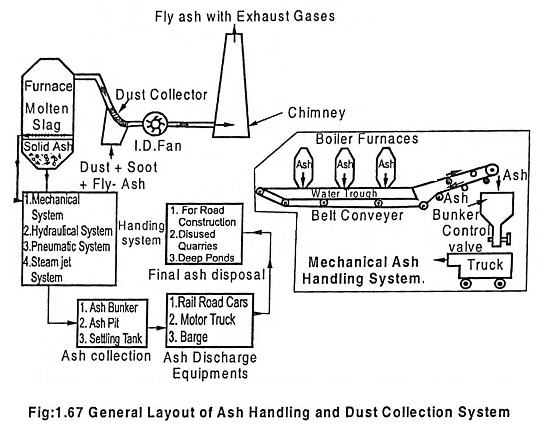 Fly ash with Exhaust Gases
Furnace
Molten
Slag
Solid Ash
Dust Collector
I.D.Fan
Chimney
Dust + Soot
+ Fly- Ash
1.Mechanical
System
2.Hydraulical System
3.Pneumatic System
4.Steam jet
System
Handing
system
1. For Road
Construction
2.Disused
Quarries
3.Deep Ponds
Final ash disposal
1.Ash Bunker
2.Ash Pit
3. Settling Tank
Ash collection
1.Rail Road Cars
2. Motor Truck
3. Barge
Ash Discharge
Equipments
Boiler Furnaces
Ash
Ash
Ash
Water Trough
Belt Conveyer
Ash
Ash
Bunker
Control
valve
Mechanical Ash
Handling System.
Truck
Fig:1.67 General Layout of Ash Handling and Dust Collection System